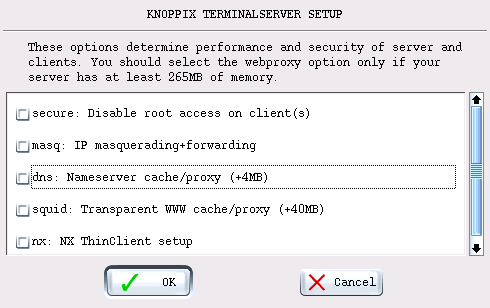 KNOPPIX TERMINALSERVER SETUP
These options determine performance and security of server and
clients. You should select the webproxy option only if your
server has at least 265MB of memory.
secure: Disable root access on client(s)
masq: IP masquerading+forwarding
dns: Nameserver cache/proxy (+4MB)
squid: Transparent WWW cache/proxy (+40MB)
nx: NX ThinClient setup
OK
Cancel